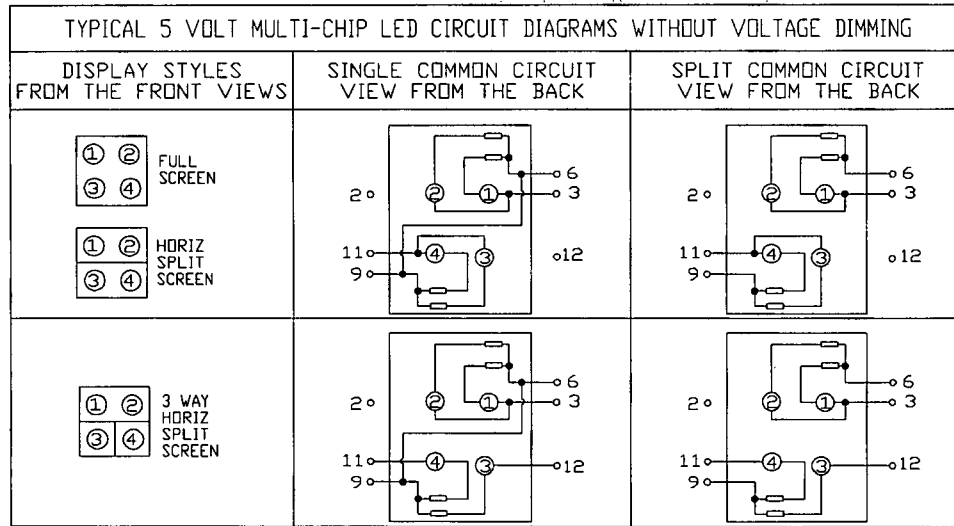 TYPICAL 5 VOLT MULTI-CHIP LED CIRCUIT DIAGRAMS WITHOUT VOLTAGE DIMMING
DISPLAY STYLES
FROM THE FRONT VIEWS
SINGLE COMMON CIRCUIT
VIEW FROM THE BACK
SPLIT COMMON CIRCUIT
VIEW FROM THE BACK
1 2
3 4
FULL
SCREEN
1 2
3 4
HORIZ
SPLIT
SCREEN
6
2 2 1 3
11 4 3 12
9
6
2 2 1 3
11 4 3 12
9
1 2
3 4
3 WAY
HORIZ
SPLIT
SCREEN
6
2 2 1 3
11 4 3 12
9
6
2 2 1 3
11 4 3 12
9